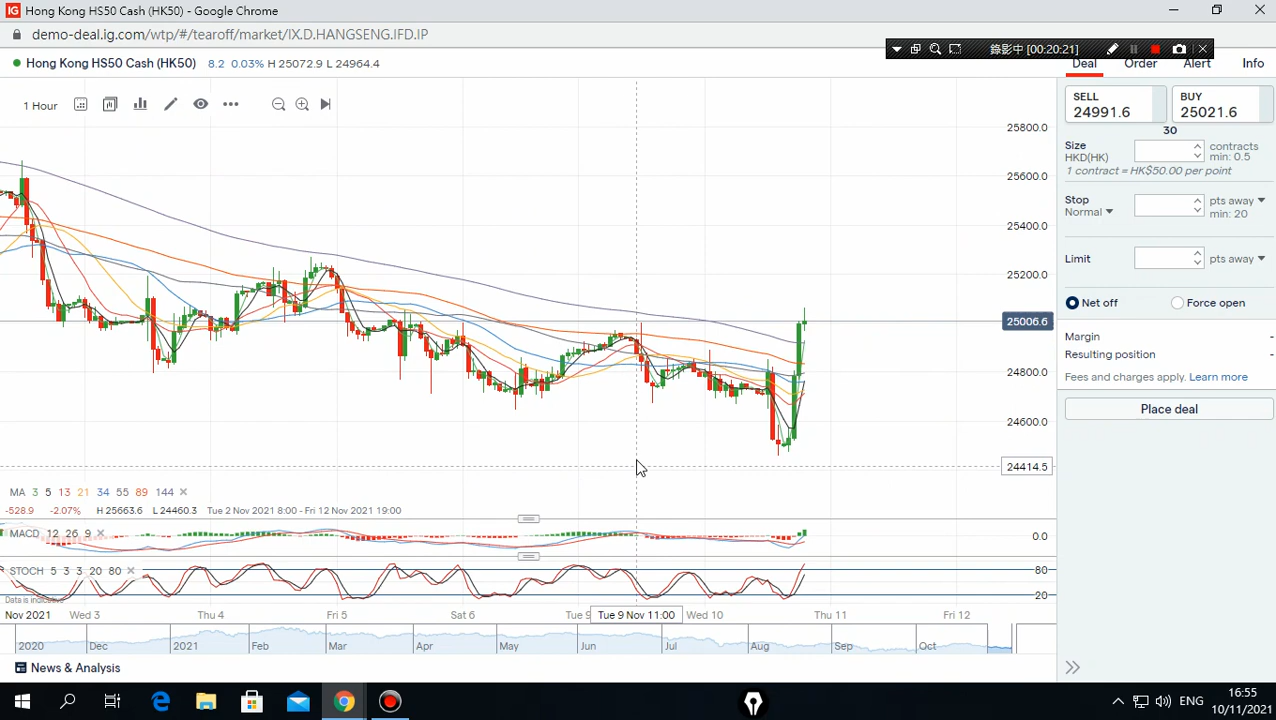 IG Hong Kong HS50 Cash (HK50) - Google Chrome
demo-deal.ig.com/wtp/#/tearoff/market/IX.D.HANGSENG.IFD.IP
錄影中 [00:20:21]
Hong Kong HS50 Cash (HK50) 8.2 0.03% H 25072.9 L 24964.4
Deal Order Alert Info
1 Hour
SELL
24991.6
BUY
25021.6
30
Size
HKD(HK)
contracts
min: 0.5
1 contract = HK$50.00 per point
Stop
Normal
pts away
min: 20
Limit
pts away
Net off
Force open
Margin -
Resulting position -
Fees and charges apply. Learn more
Place deal
25800.0
25600.0
25400.0
25200.0
25006.6
24800.0
24600.0
24414.5
MA 3 5 13 21 34 55 89 144
-528.9 -2.07% H 25663.6 L 24460.3 Tue 2 Nov 2021 8:00 - Fri 12 Nov 2021 19:00
MACD 12 26 9
0.0
STOCH 5 3 3 20 80
80
20
Data is indicative
Nov 2021 Wed 3 Thu 4 Fri 5 Sat 6 Tue 9 Tue 9 Nov 11:00 Wed 10 Thu 11 Fri 12
2020 Dec 2021 Feb Mar Apr May Jun Jul Aug Sep Oct
News & Analysis
ENG
16:55
10/11/2021